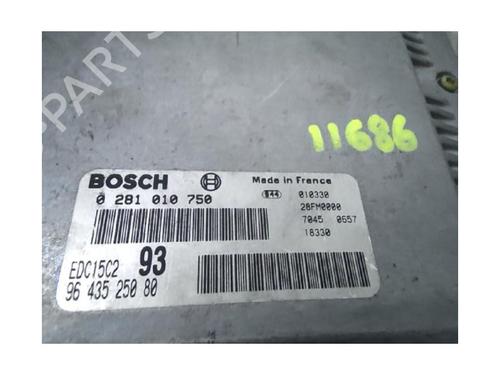 PARTS
11686
BOSCH
Made in France
0 281 010 750
644 010330
28FM0000
7045 0657
18330
EDC15C2 93
96 435 250 80